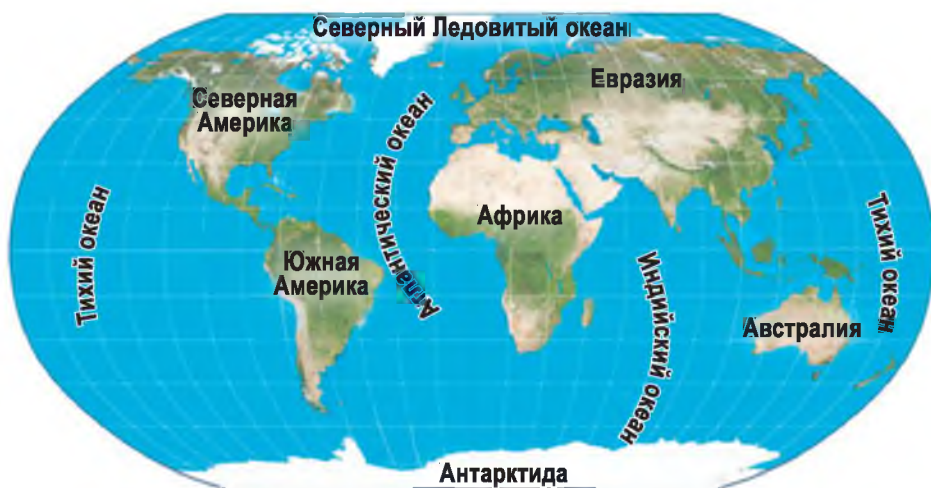 Северный Ледовитый океан
Евразия
Северная
Америка
Атлантический океан
Тихий океан
Африка
Тихий океан
Южная
Америка
Индийский океан
Австралия
Антарктида